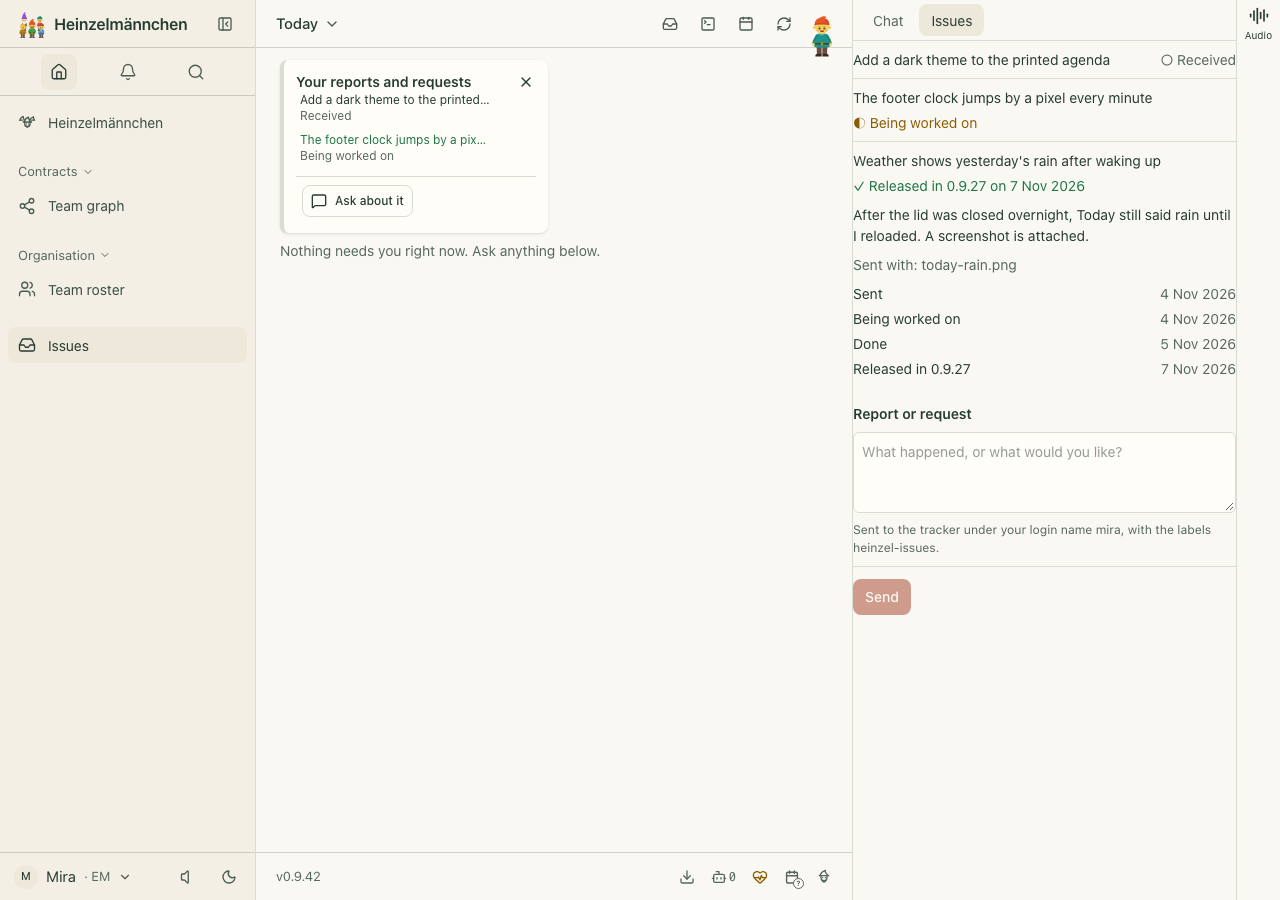 Heinzelmännchen
Heinzelmännchen
Contracts
Team graph
Organisation
Team roster
Issues
M Mira · EM
Today
Your reports and requests
Add a dark theme to the printed…
Received
The footer clock jumps by a pix…
Being worked on
Ask about it
Nothing needs you right now. Ask anything below.
v0.9.42
0
?
Chat Issues
Add a dark theme to the printed agenda Received
The footer clock jumps by a pixel every minute
Being worked on
Weather shows yesterday's rain after waking up
✓ Released in 0.9.27 on 7 Nov 2026
After the lid was closed overnight, Today still said rain until
I reloaded. A screenshot is attached.
Sent with: today-rain.png
Sent 4 Nov 2026
Being worked on 4 Nov 2026
Done 5 Nov 2026
Released in 0.9.27 7 Nov 2026
Report or request
What happened, or what would you like?
Sent to the tracker under your login name mira, with the labels
heinzel-issues.
Send
Audio